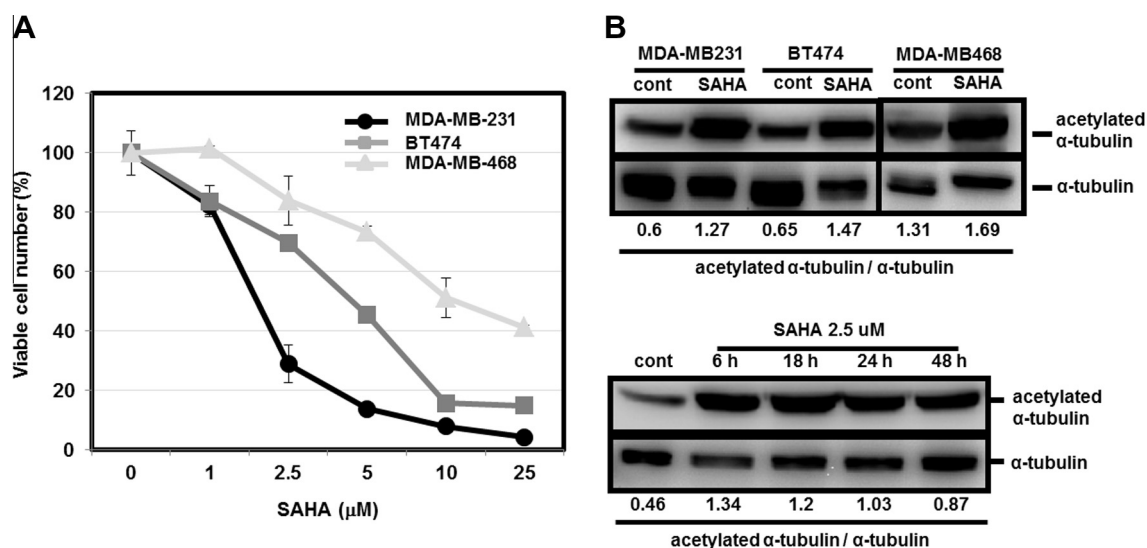 A
120
100
80
60
40
20
0
Viable cell number (%)
MDA-MB-231
BT474
MDA-MB-468
0 1 2.5 5 10 25
SAHA (μM)
B
MDA-MB231 BT474 MDA-MB468
cont SAHA cont SAHA cont SAHA
acetylated
α-tubulin
α-tubulin
0.6 1.27 0.65 1.47 1.31 1.69
acetylated α-tubulin / α-tubulin
SAHA 2.5 uM
cont 6 h 18 h 24 h 48 h
acetylated
α-tubulin
α-tubulin
0.46 1.34 1.2 1.03 0.87
acetylated α-tubulin / α-tubulin